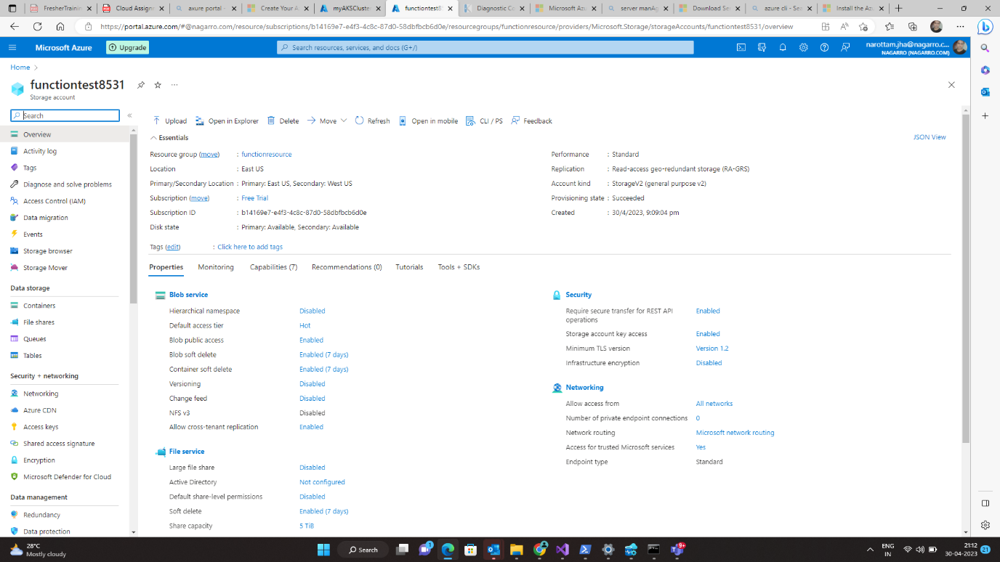 FresherTrainin
Cloud Assignm
axure portal -
Create Your A
myAKSCluster
functiontest8
Diagnostic Co
Microsoft Azu
server manAg
Download Se
azure cli - Sea
Install the Az
https://portal.azure.com/#@nagarro.com/resource/subscriptions/b14169e7-e4f3-4c8c-87d0-58dbfbcb6d0e/resourcegroups/functionresource/providers/Microsoft.Storage/storageAccounts/functiontest8531/overview
Microsoft Azure
Upgrade
Search resources, services, and docs (G+/)
narottam.jha@nagarro.c...
NAGARRO (NAGARRO.COM)
Home
functiontest8531
Storage account
Search
Upload
Open in Explorer
Delete
Move
Refresh
Open in mobile
CLI / PS
Feedback
Overview
Activity log
Tags
Diagnose and solve problems
Access Control (IAM)
Data migration
Events
Storage browser
Storage Mover
Data storage
Containers
File shares
Queues
Tables
Security + networking
Networking
Azure CDN
Access keys
Shared access signature
Encryption
Microsoft Defender for Cloud
Data management
Redundancy
Data protection
Essentials
JSON View
Resource group (move) : functionresource
Location : East US
Primary/Secondary Location : Primary: East US, Secondary: West US
Subscription (move) : Free Trial
Subscription ID : b14169e7-e4f3-4c8c-87d0-58dbfbcb6d0e
Disk state : Primary: Available, Secondary: Available
Tags (edit) : Click here to add tags
Performance : Standard
Replication : Read-access geo-redundant storage (RA-GRS)
Account kind : StorageV2 (general purpose v2)
Provisioning state : Succeeded
Created : 30/4/2023, 9:09:04 pm
Properties
Monitoring
Capabilities (7)
Recommendations (0)
Tutorials
Tools + SDKs
Blob service
Hierarchical namespace Disabled
Default access tier Hot
Blob public access Enabled
Blob soft delete Enabled (7 days)
Container soft delete Enabled (7 days)
Versioning Disabled
Change feed Disabled
NFS v3 Disabled
Allow cross-tenant replication Enabled
File service
Large file share Disabled
Active Directory Not configured
Default share-level permissions Disabled
Soft delete Enabled (7 days)
Share capacity 5 TiB
Security
Require secure transfer for REST API Enabled
operations
Storage account key access Enabled
Minimum TLS version Version 1.2
Infrastructure encryption Disabled
Networking
Allow access from All networks
Number of private endpoint connections 0
Network routing Microsoft network routing
Access for trusted Microsoft services Yes
Endpoint type Standard
28°C
Mostly cloudy
Search
1
9+
ENG
IN
21:12
30-04-2023
21